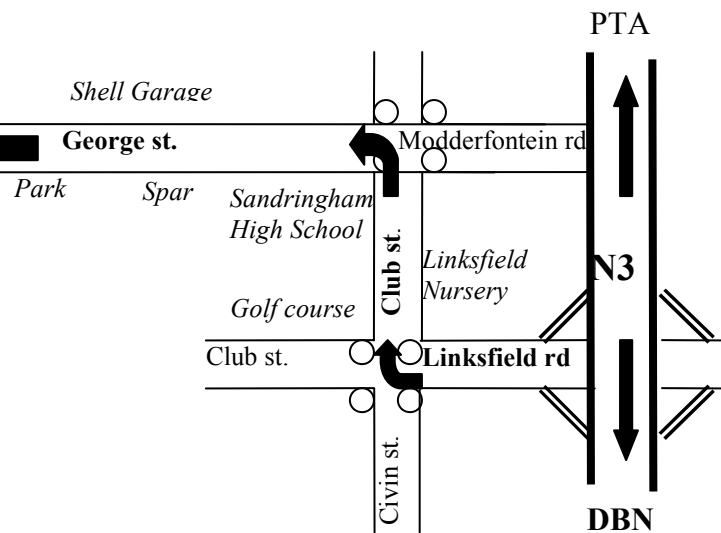 PTA
Shell Garage
George st.
Modderfontein rd
Park
Spar
Sandringham
High School
Club st.
Linksfield
Nursery
N3
Golf course
Club st.
Linksfield rd
Civin st.
DBN